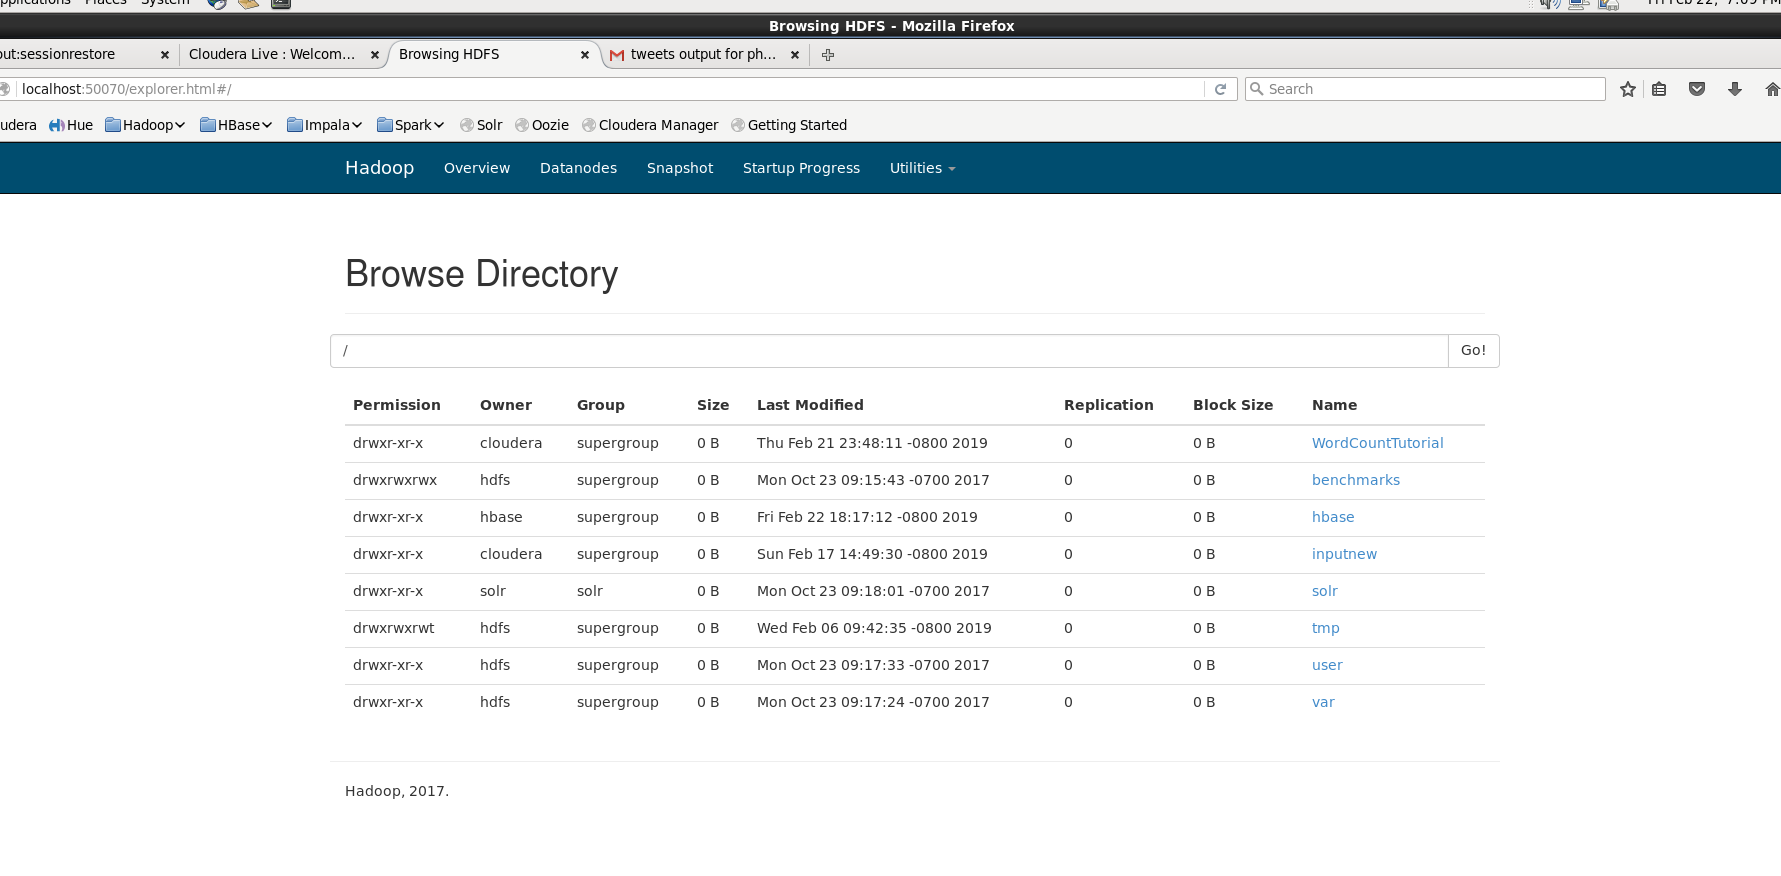 System
Browsing HDFS - Mozilla Firefox
out:sessionrestore Cloudera Live : Welcom... Browsing HDFS tweets output for ph...
localhost:50070/explorer.html#/ Search
udera Hue Hadoop HBase Impala Spark Solr Oozie Cloudera Manager Getting Started
Hadoop Overview Datanodes Snapshot Startup Progress Utilities
Browse Directory
/ Go!
Permission Owner Group Size Last Modified Replication Block Size Name
drwxr-xr-x cloudera supergroup 0 B Thu Feb 21 23:48:11 -0800 2019 0 0 B WordCountTutorial
drwxrwxrwx hdfs supergroup 0 B Mon Oct 23 09:15:43 -0700 2017 0 0 B benchmarks
drwxr-xr-x hbase supergroup 0 B Fri Feb 22 18:17:12 -0800 2019 0 0 B hbase
drwxr-xr-x cloudera supergroup 0 B Sun Feb 17 14:49:30 -0800 2019 0 0 B inputnew
drwxr-xr-x solr solr 0 B Mon Oct 23 09:18:01 -0700 2017 0 0 B solr
drwxrwxrwt hdfs supergroup 0 B Wed Feb 06 09:42:35 -0800 2019 0 0 B tmp
drwxr-xr-x hdfs supergroup 0 B Mon Oct 23 09:17:33 -0700 2017 0 0 B user
drwxr-xr-x hdfs supergroup 0 B Mon Oct 23 09:17:24 -0700 2017 0 0 B var
Hadoop, 2017.